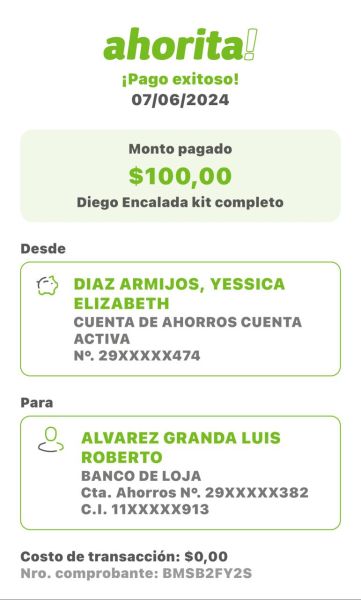 ahorita!
¡Pago exitoso!
07/06/2024
Monto pagado
$100,00
Diego Encalada kit completo
Desde
DIAZ ARMIJOS, YESSICA
ELIZABETH
CUENTA DE AHORROS CUENTA
ACTIVA
Nº. 29XXXXX474
Para
ALVAREZ GRANDA LUIS
ROBERTO
BANCO DE LOJA
Cta. Ahorros Nº. 29XXXXX382
C.I. 11XXXXX913
Costo de transacción: $0,00
Nro. comprobante: BMSB2FY2S